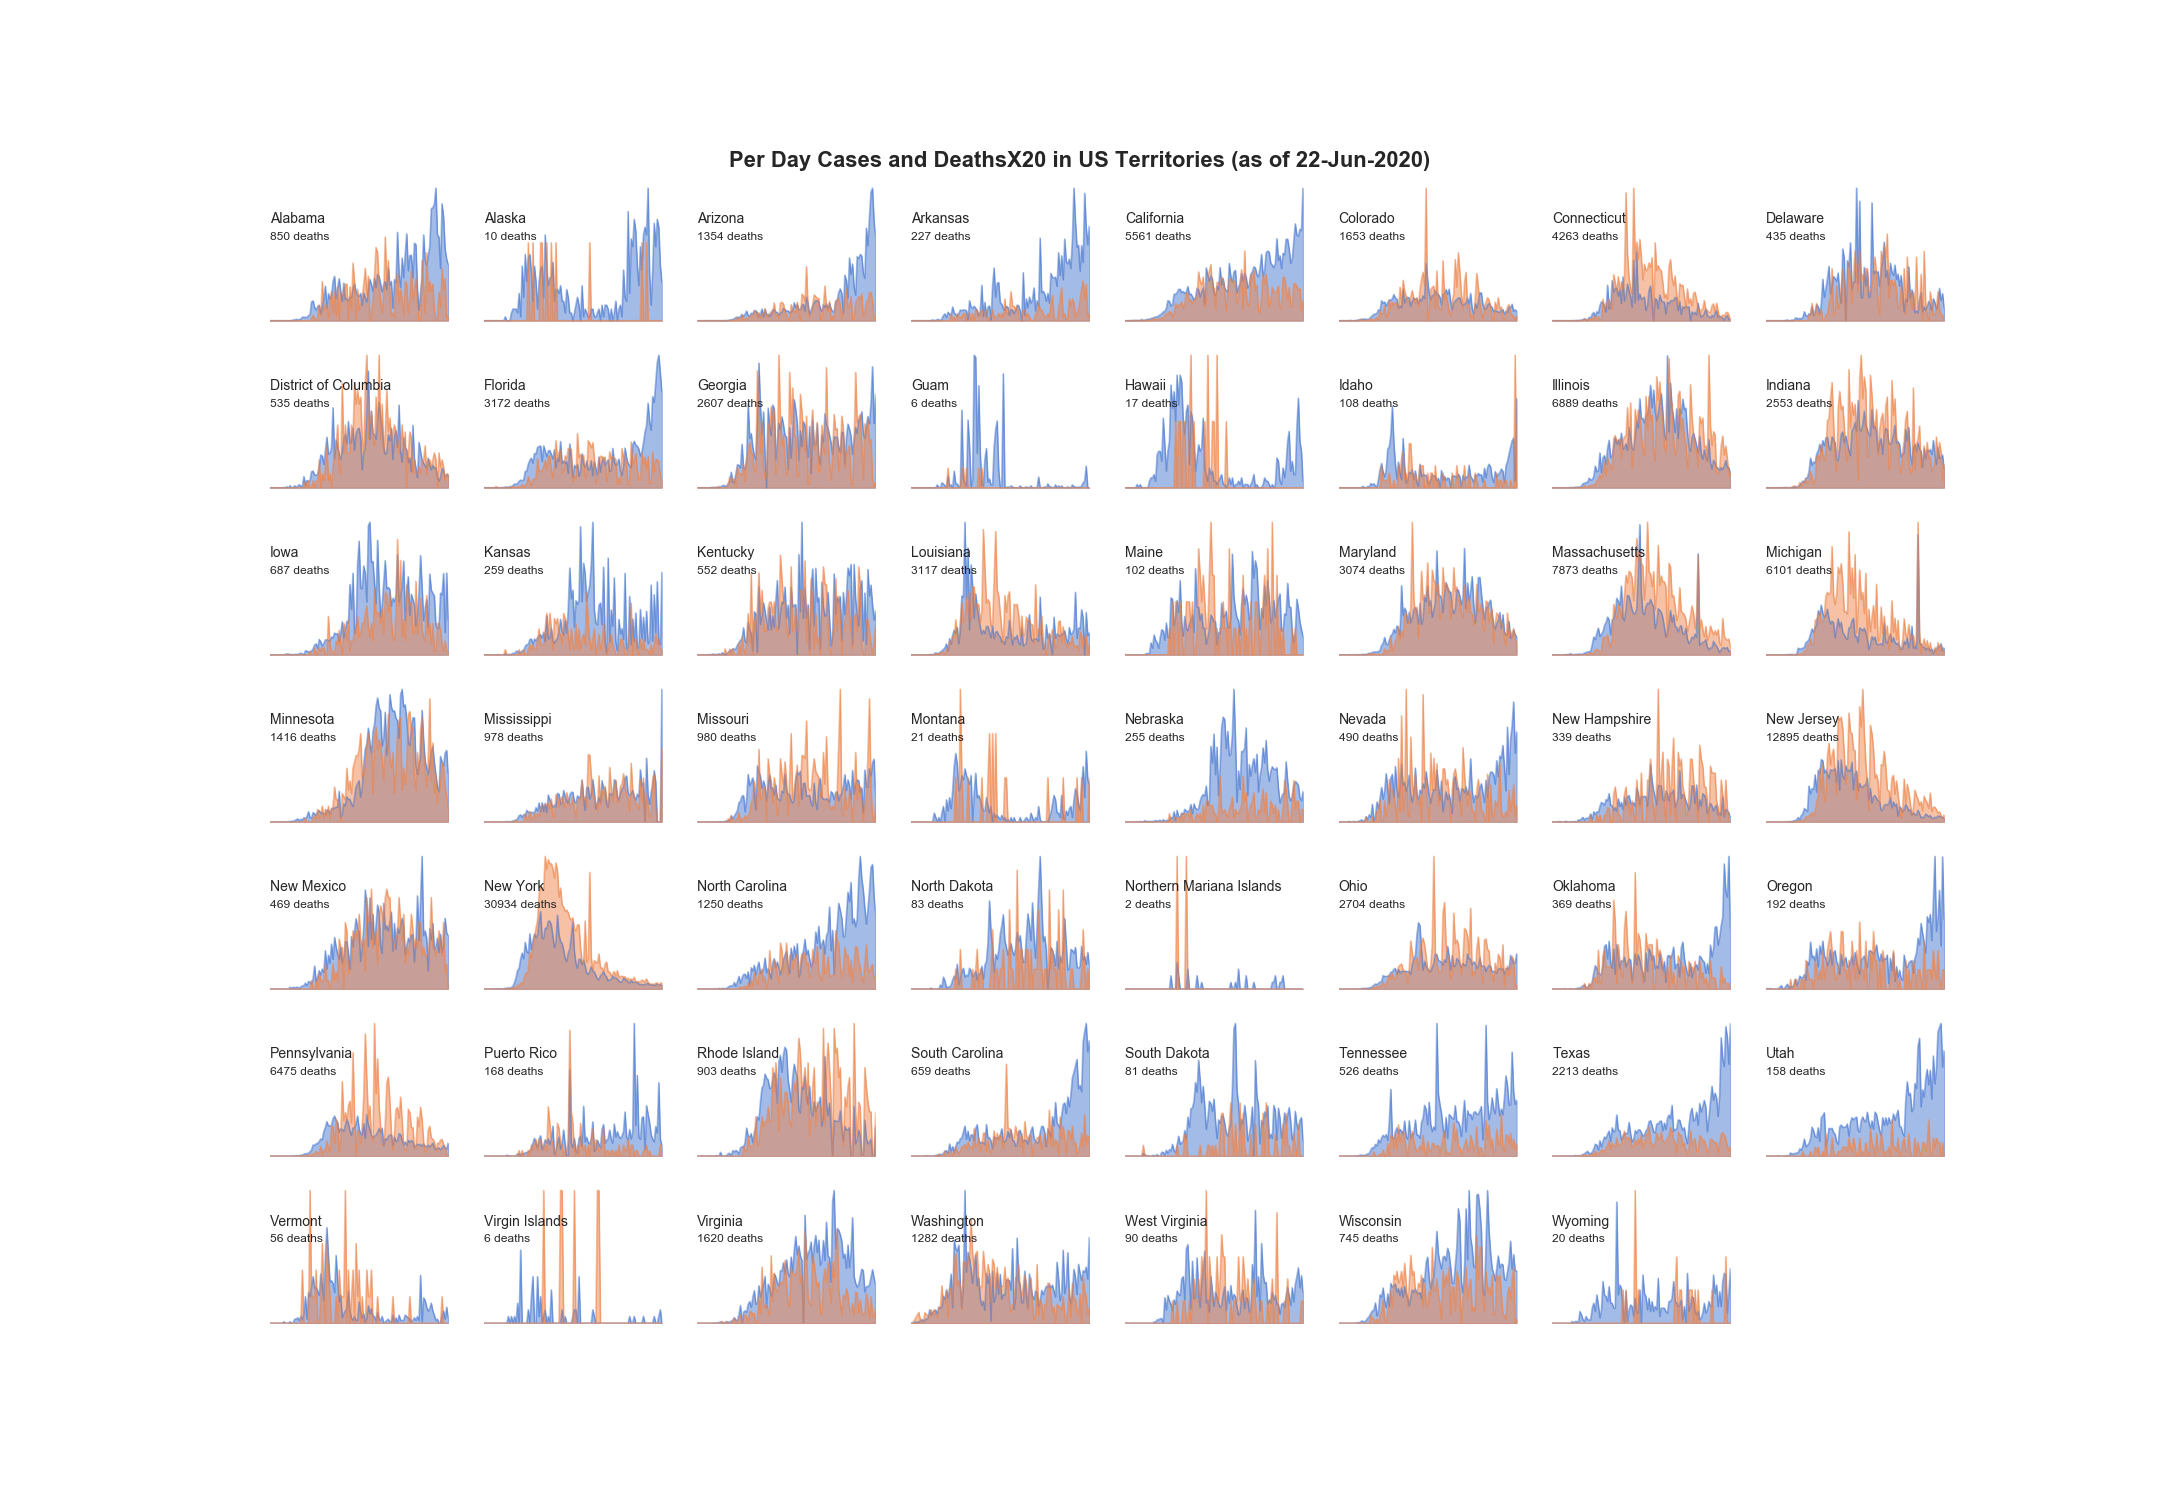 Per Day Cases and DeathsX20 in US Territories (as of 22-Jun-2020)
Alabama
850 deaths
Alaska
10 deaths
Arizona
1354 deaths
Arkansas
227 deaths
California
5561 deaths
Colorado
1653 deaths
Connecticut
4263 deaths
Delaware
435 deaths
District of Columbia
535 deaths
Florida
3172 deaths
Georgia
2607 deaths
Guam
6 deaths
Hawaii
17 deaths
Idaho
108 deaths
Illinois
6889 deaths
Indiana
2553 deaths
Iowa
687 deaths
Kansas
259 deaths
Kentucky
552 deaths
Louisiana
3117 deaths
Maine
102 deaths
Maryland
3074 deaths
Massachusetts
7873 deaths
Michigan
6101 deaths
Minnesota
1416 deaths
Mississippi
978 deaths
Missouri
980 deaths
Montana
21 deaths
Nebraska
255 deaths
Nevada
490 deaths
New Hampshire
339 deaths
New Jersey
12895 deaths
New Mexico
469 deaths
New York
30934 deaths
North Carolina
1250 deaths
North Dakota
83 deaths
Northern Mariana Islands
2 deaths
Ohio
2704 deaths
Oklahoma
369 deaths
Oregon
192 deaths
Pennsylvania
6475 deaths
Puerto Rico
168 deaths
Rhode Island
903 deaths
South Carolina
659 deaths
South Dakota
81 deaths
Tennessee
526 deaths
Texas
2213 deaths
Utah
158 deaths
Vermont
56 deaths
Virgin Islands
6 deaths
Virginia
1620 deaths
Washington
1282 deaths
West Virginia
90 deaths
Wisconsin
745 deaths
Wyoming
20 deaths